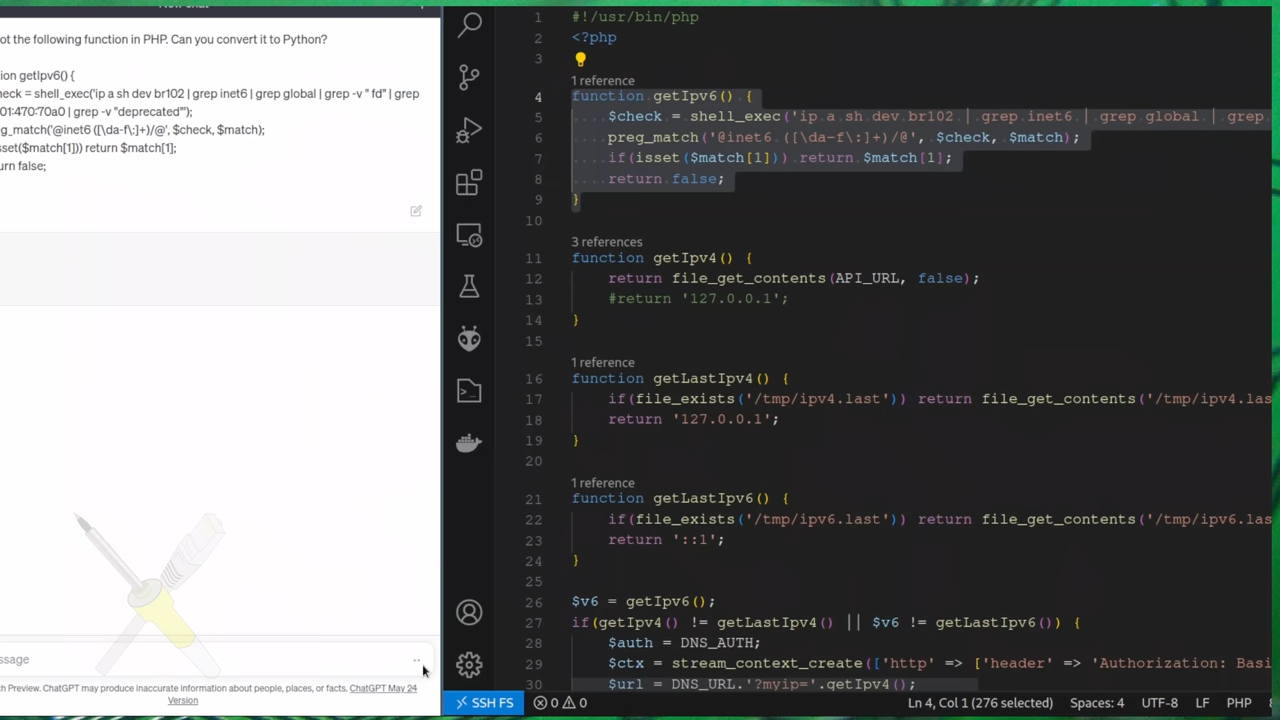 ot the following function in PHP. Can you convert it to Python?
ion getIpv6() {
heck = shell_exec('ip a sh dev br102 | grep inet6 | grep global | grep -v " fd" | grep
01:470:70a0 | grep -v "deprecated"');
eg_match('@inet6 ([\da-f\:]+)/@', $check, $match);
sset($match[1])) return $match[1];
urn false;
ssage
ch Preview. ChatGPT may produce inaccurate information about people, places, or facts. ChatGPT May 24
Version
1 #!/usr/bin/php
2 <?php
3
1 reference
4 function getIpv6() {
5 $check = shell_exec('ip a sh dev br102 | grep inet6 | grep global | grep
6 preg_match('@inet6 ([\da-f\:]+)/@', $check, $match);
7 if(isset($match[1])) return $match[1];
8 return false;
9 }
10
3 references
11 function getIpv4() {
12 return file_get_contents(API_URL, false);
13 #return '127.0.0.1';
14 }
15
1 reference
16 function getLastIpv4() {
17 if(file_exists('/tmp/ipv4.last')) return file_get_contents('/tmp/ipv4.las
18 return '127.0.0.1';
19 }
20
1 reference
21 function getLastIpv6() {
22 if(file_exists('/tmp/ipv6.last')) return file_get_contents('/tmp/ipv6.las
23 return '::1';
24 }
25
26 $v6 = getIpv6();
27 if(getIpv4() != getLastIpv4() || $v6 != getLastIpv6()) {
28 $auth = DNS_AUTH;
29 $ctx = stream_context_create(['http' => ['header' => 'Authorization: Basi
30 $url = DNS_URL.'?myip='.getIpv4();
SSH FS 0 0 Ln 4, Col 1 (276 selected) Spaces: 4 UTF-8 LF PHP